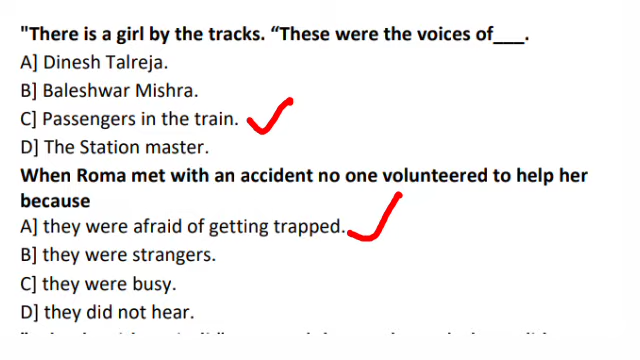 "There is a girl by the tracks. “These were the voices of___.
A] Dinesh Talreja.
B] Baleshwar Mishra.
C] Passengers in the train.
D] The Station master.
When Roma met with an accident no one volunteered to help her
because
A] they were afraid of getting trapped.
B] they were strangers.
C] they were busy.
D] they did not hear.